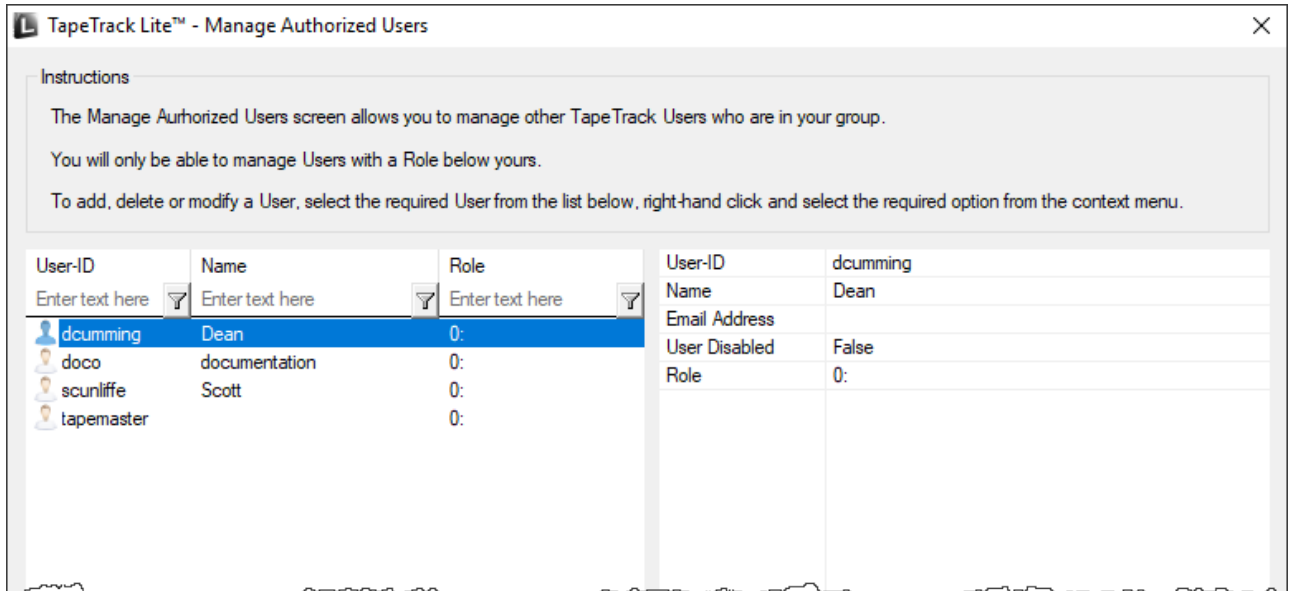 TapeTrack Lite™ - Manage Authorized Users
Instructions
The Manage Aurhorized Users screen allows you to manage other TapeTrack Users who are in your group.
You will only be able to manage Users with a Role below yours.
To add, delete or modify a User, select the required User from the list below, right-hand click and select the required option from the context menu.
User-ID Name Role
Enter text here Enter text here Enter text here
dcumming Dean 0:
doco documentation 0:
scunliffe Scott 0:
tapemaster 0:
User-ID dcumming
Name Dean
Email Address
User Disabled False
Role 0: